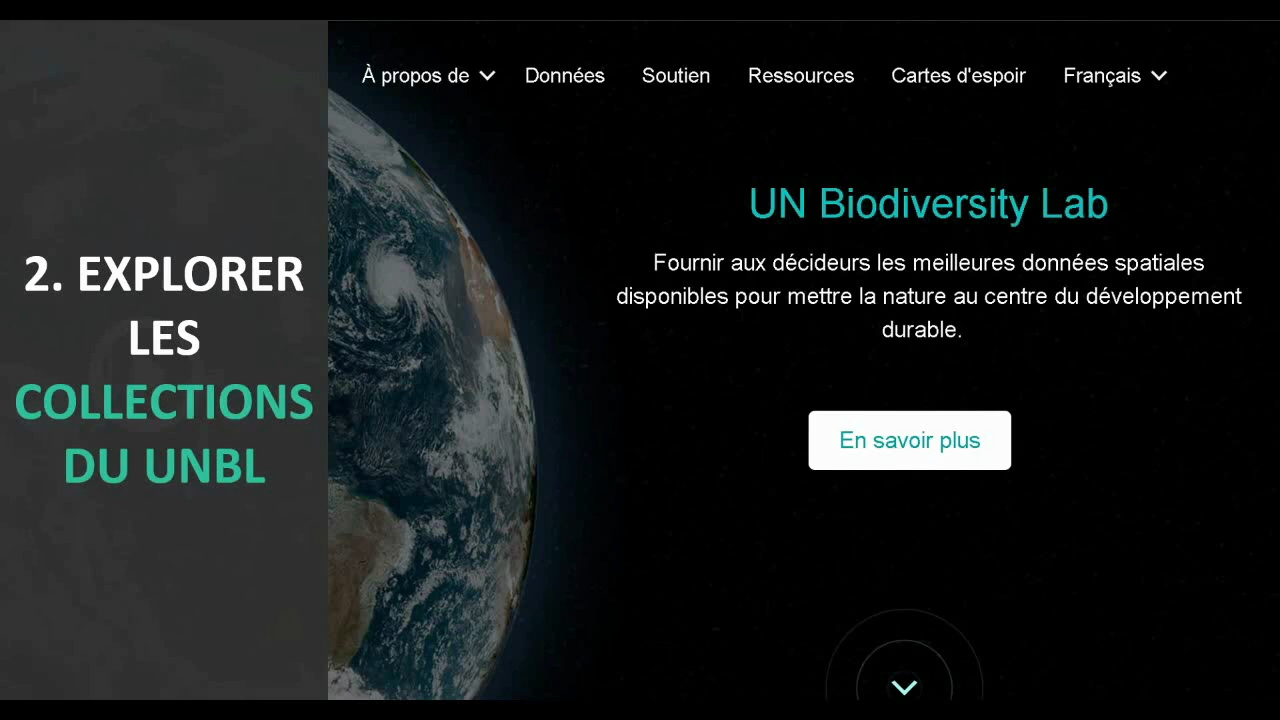 2. EXPLORER
LES
COLLECTIONS
DU UNBL
À propos de
Données
Soutien
Ressources
Cartes d'espoir
Français
UN Biodiversity Lab
Fournir aux décideurs les meilleures données spatiales
disponibles pour mettre la nature au centre du développement
durable.
En savoir plus